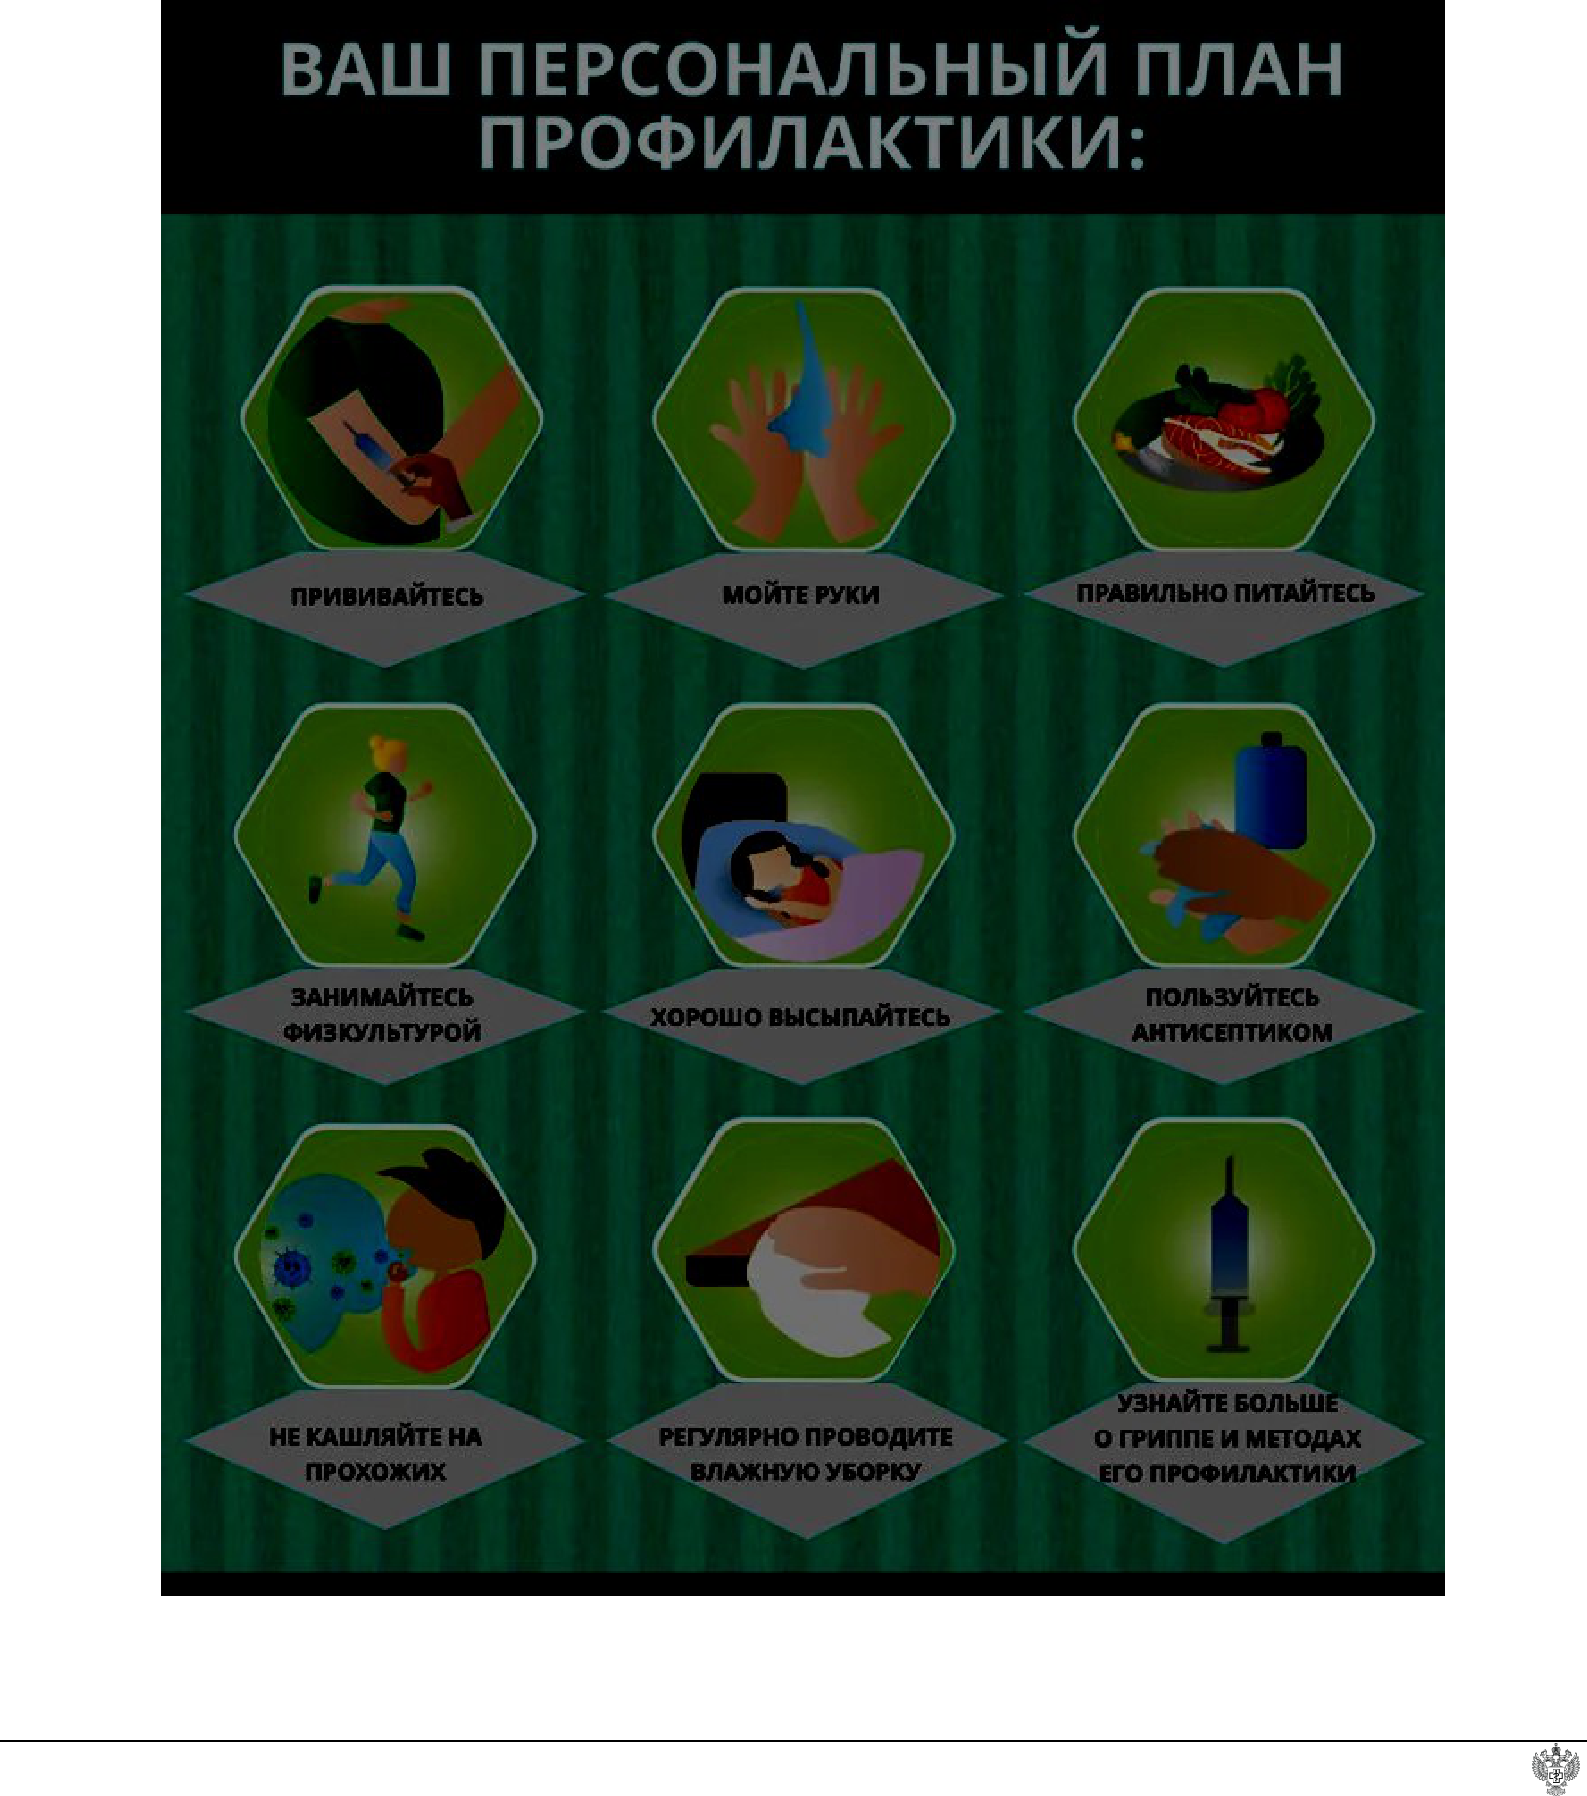 ВАШ ПЕРСОНАЛЬНЫЙ ПЛАН
ПРОФИЛАКТИКИ:
ПРИВИВАЙТЕСЬ
МОЙТЕ РУКИ
ПРАВИЛЬНО ПИТАЙТЕСЬ
ЗАНИМАЙТЕСЬ
ФИЗКУЛЬТУРОЙ
ХОРОШО ВЫСЫПАЙТЕСЬ
ПОЛЬЗУЙТЕСЬ
АНТИСЕПТИКОМ
НЕ КАШЛЯЙТЕ НА
ПРОХОЖИХ
РЕГУЛЯРНО ПРОВОДИТЕ
ВЛАЖНУЮ УБОРКУ
УЗНАЙТЕ БОЛЬШЕ
О ГРИППЕ И МЕТОДАХ
ЕГО ПРОФИЛАКТИКИ